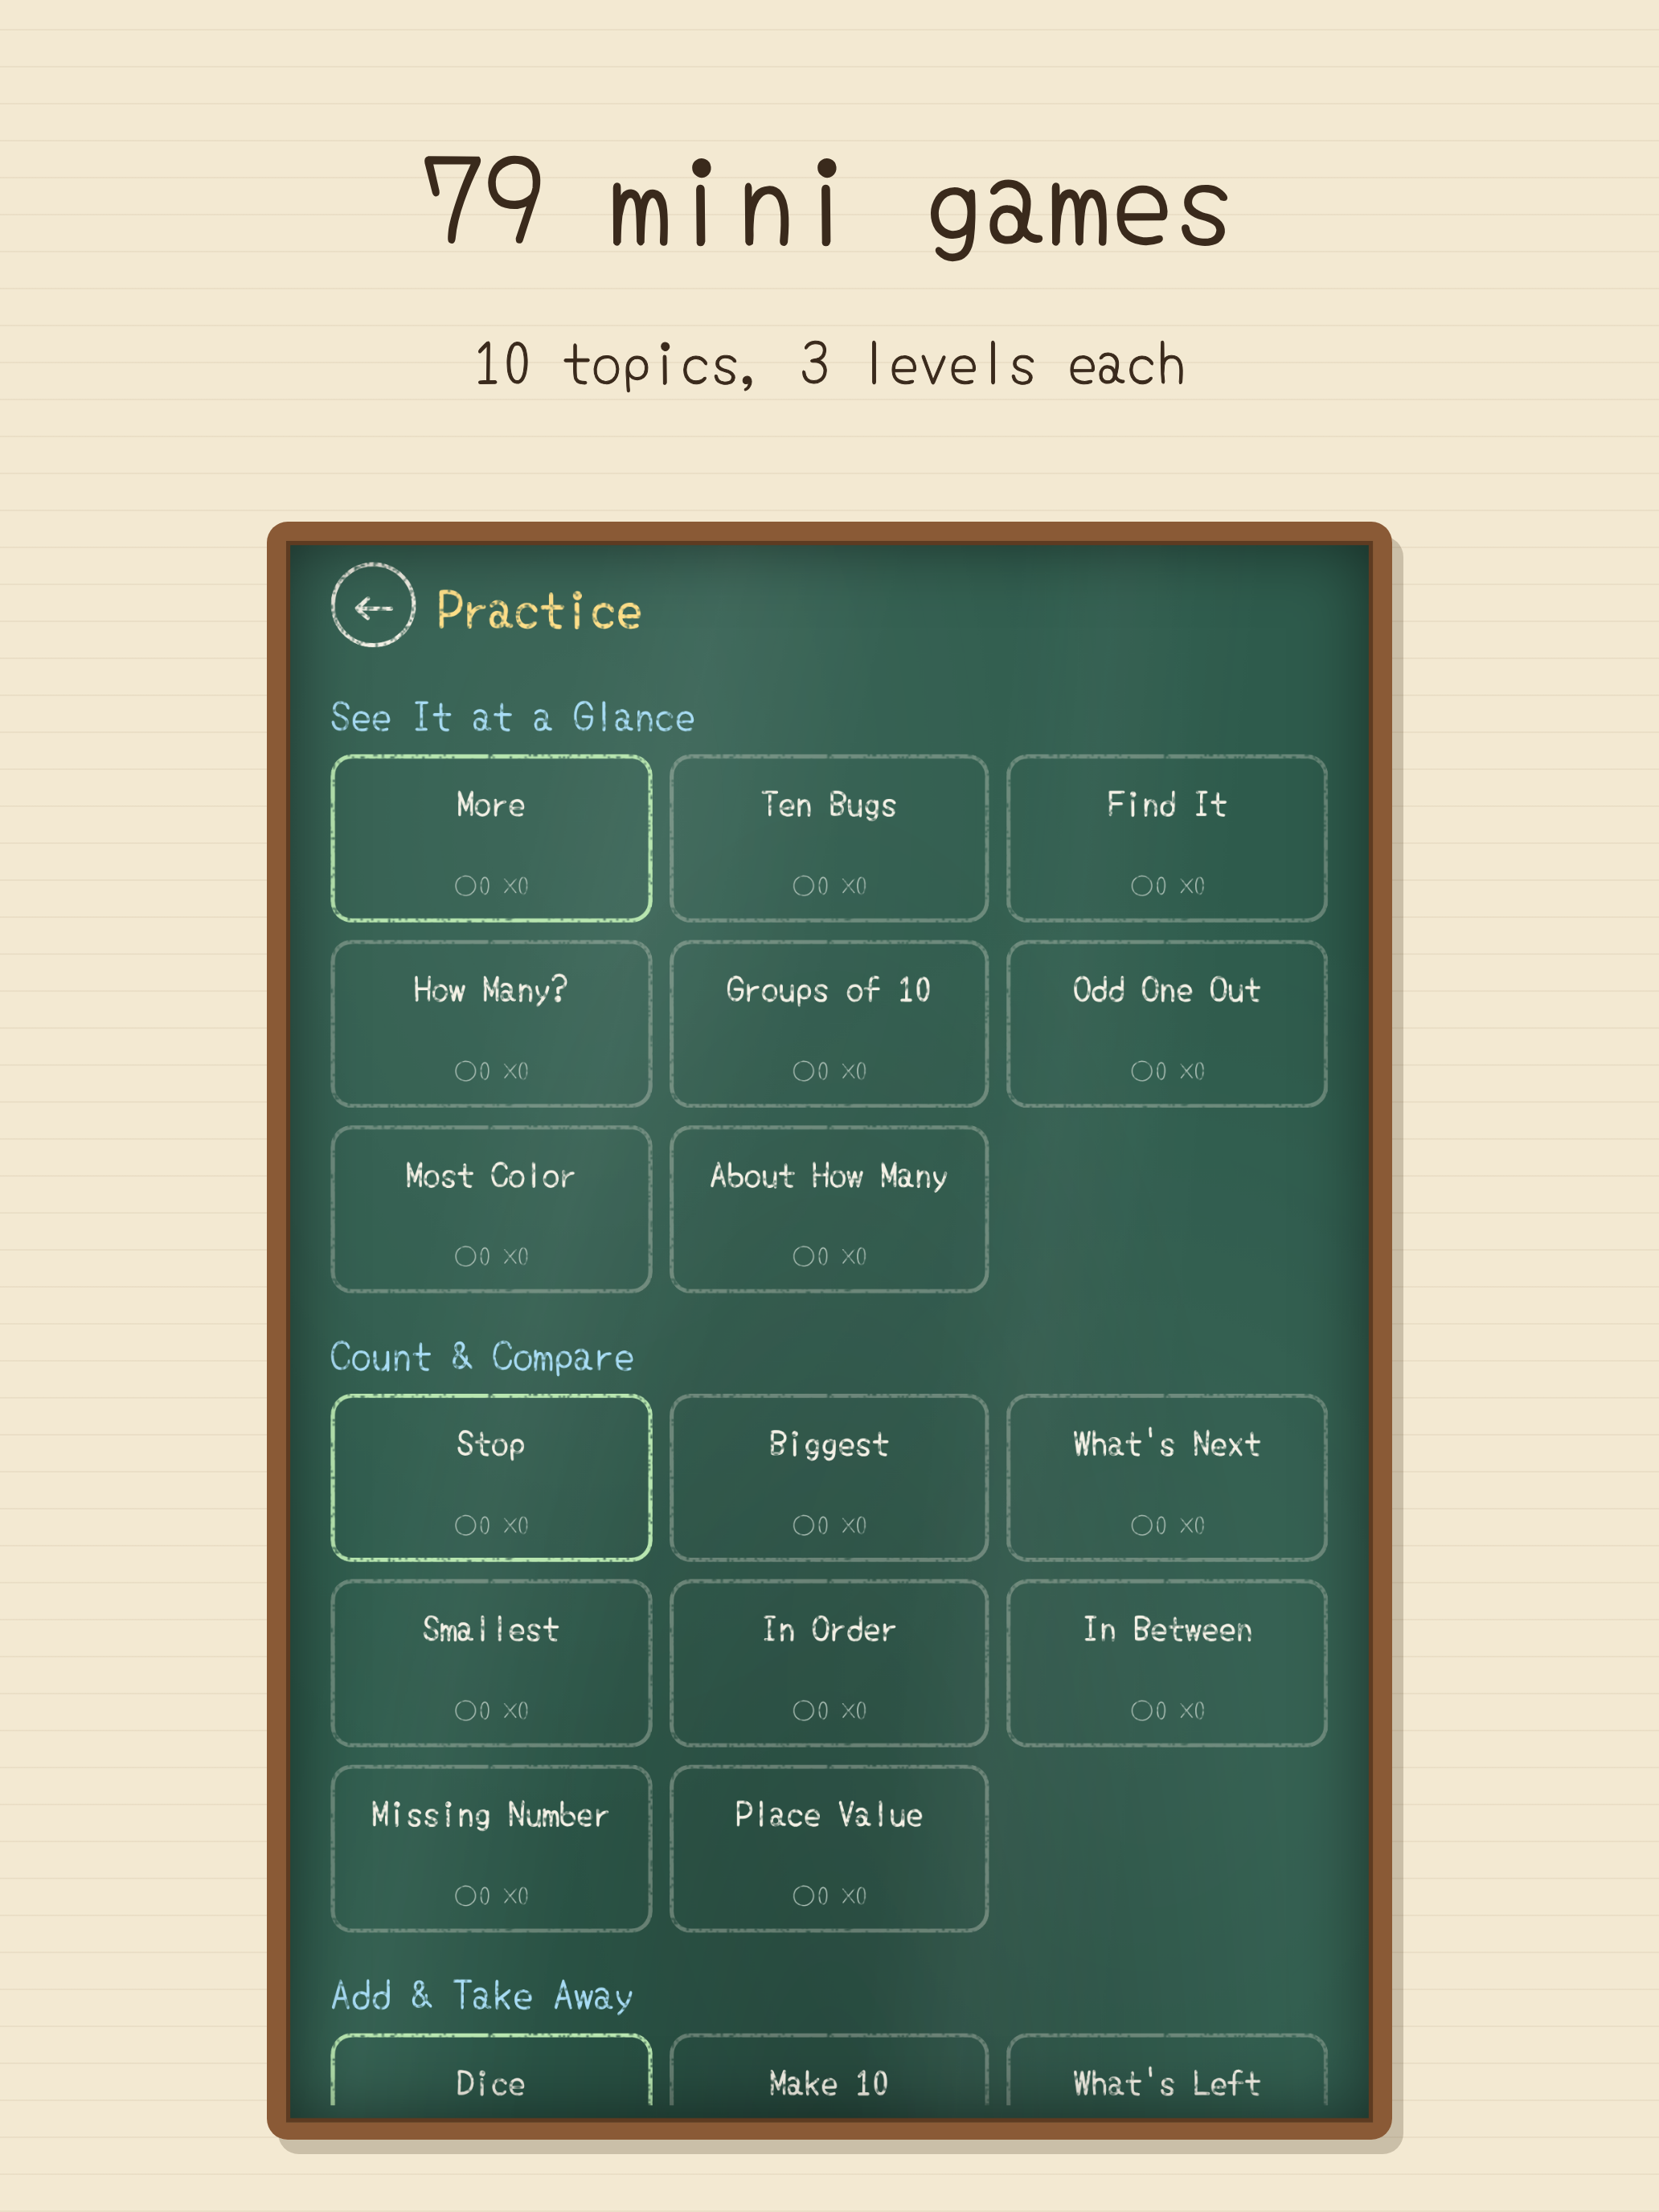 79 mini games
10 topics, 3 levels each
← Practice
See It at a Glance
More Ten Bugs Find It
○0 ×0 ○0 ×0 ○0 ×0
How Many? Groups of 10 Odd One Out
○0 ×0 ○0 ×0 ○0 ×0
Most Color About How Many
○0 ×0 ○0 ×0
Count & Compare
Stop Biggest What's Next
○0 ×0 ○0 ×0 ○0 ×0
Smallest In Order In Between
○0 ×0 ○0 ×0 ○0 ×0
Missing Number Place Value
○0 ×0 ○0 ×0
Add & Take Away
Dice Make 10 What's Left